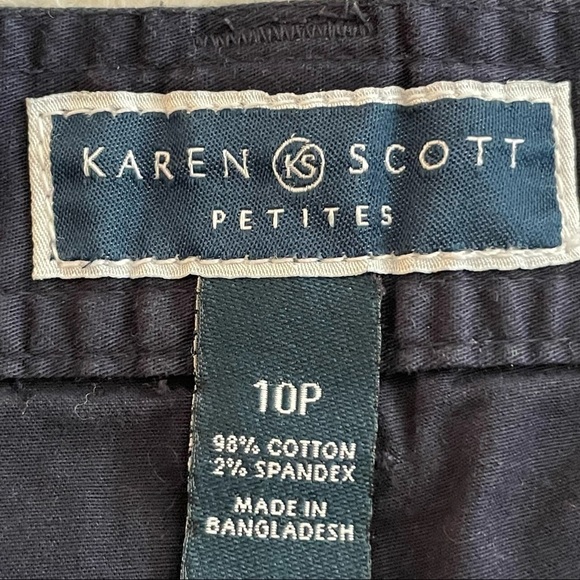 KAREN KS SCOTT
PETITES
10P
98% COTTON
2% SPANDEX
MADE IN
BANGLADESH